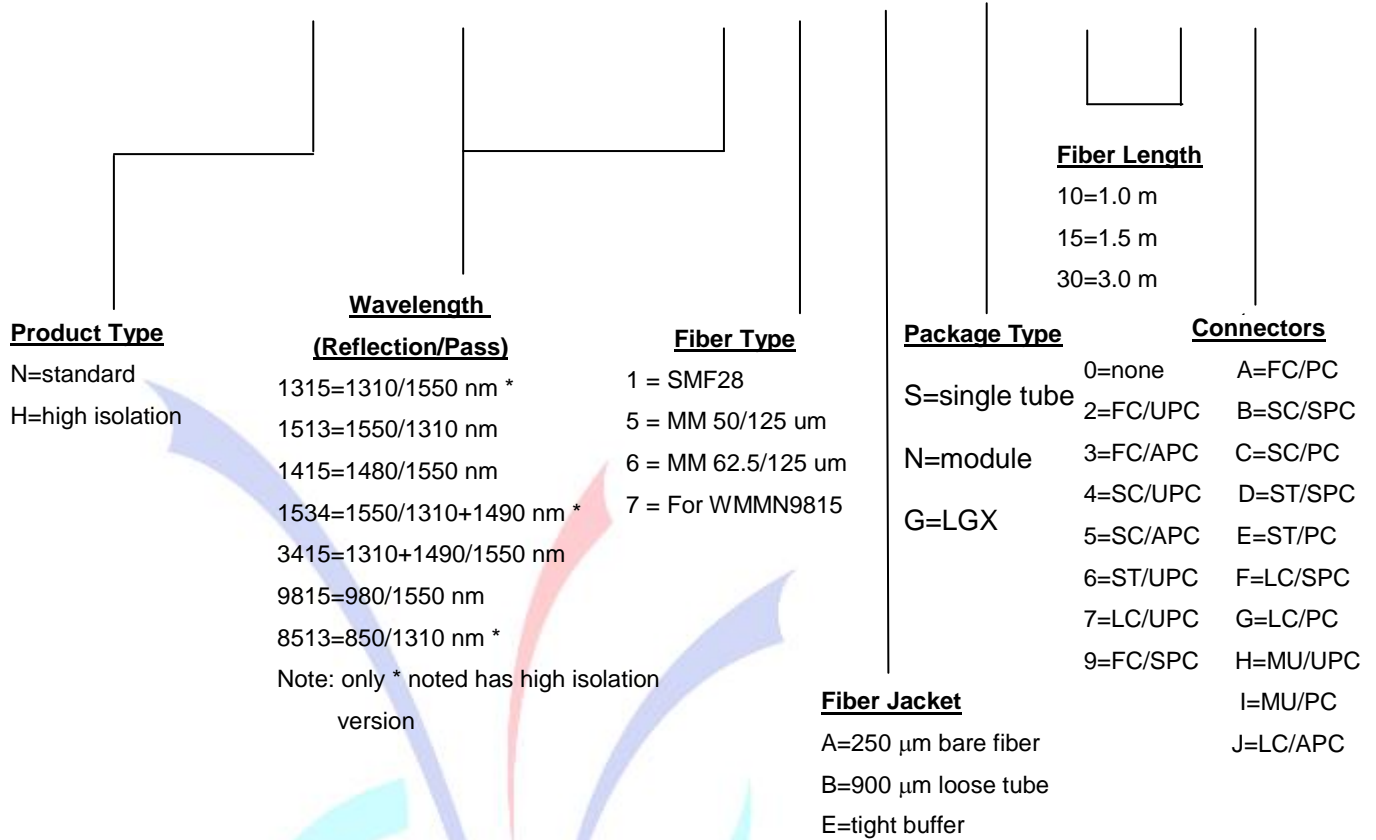 Fiber Length
10=1.0 m
15=1.5 m
30=3.0 m
Product Type
N=standard
H=high isolation
Wavelength
(Reflection/Pass)
1315=1310/1550 nm *
1513=1550/1310 nm
1415=1480/1550 nm
1534=1550/1310+1490 nm *
3415=1310+1490/1550 nm
9815=980/1550 nm
8513=850/1310 nm *
Note: only * noted has high isolation
version
Fiber Type
1 = SMF28
5 = MM 50/125 um
6 = MM 62.5/125 um
7 = For WMMN9815
Fiber Jacket
A=250 μm bare fiber
B=900 μm loose tube
E=tight buffer
Package Type
S=single tube
N=module
G=LGX
Connectors
0=none A=FC/PC
2=FC/UPC B=SC/SPC
3=FC/APC C=SC/PC
4=SC/UPC D=ST/SPC
5=SC/APC E=ST/PC
6=ST/UPC F=LC/SPC
7=LC/UPC G=LC/PC
9=FC/SPC H=MU/UPC
I=MU/PC
J=LC/APC